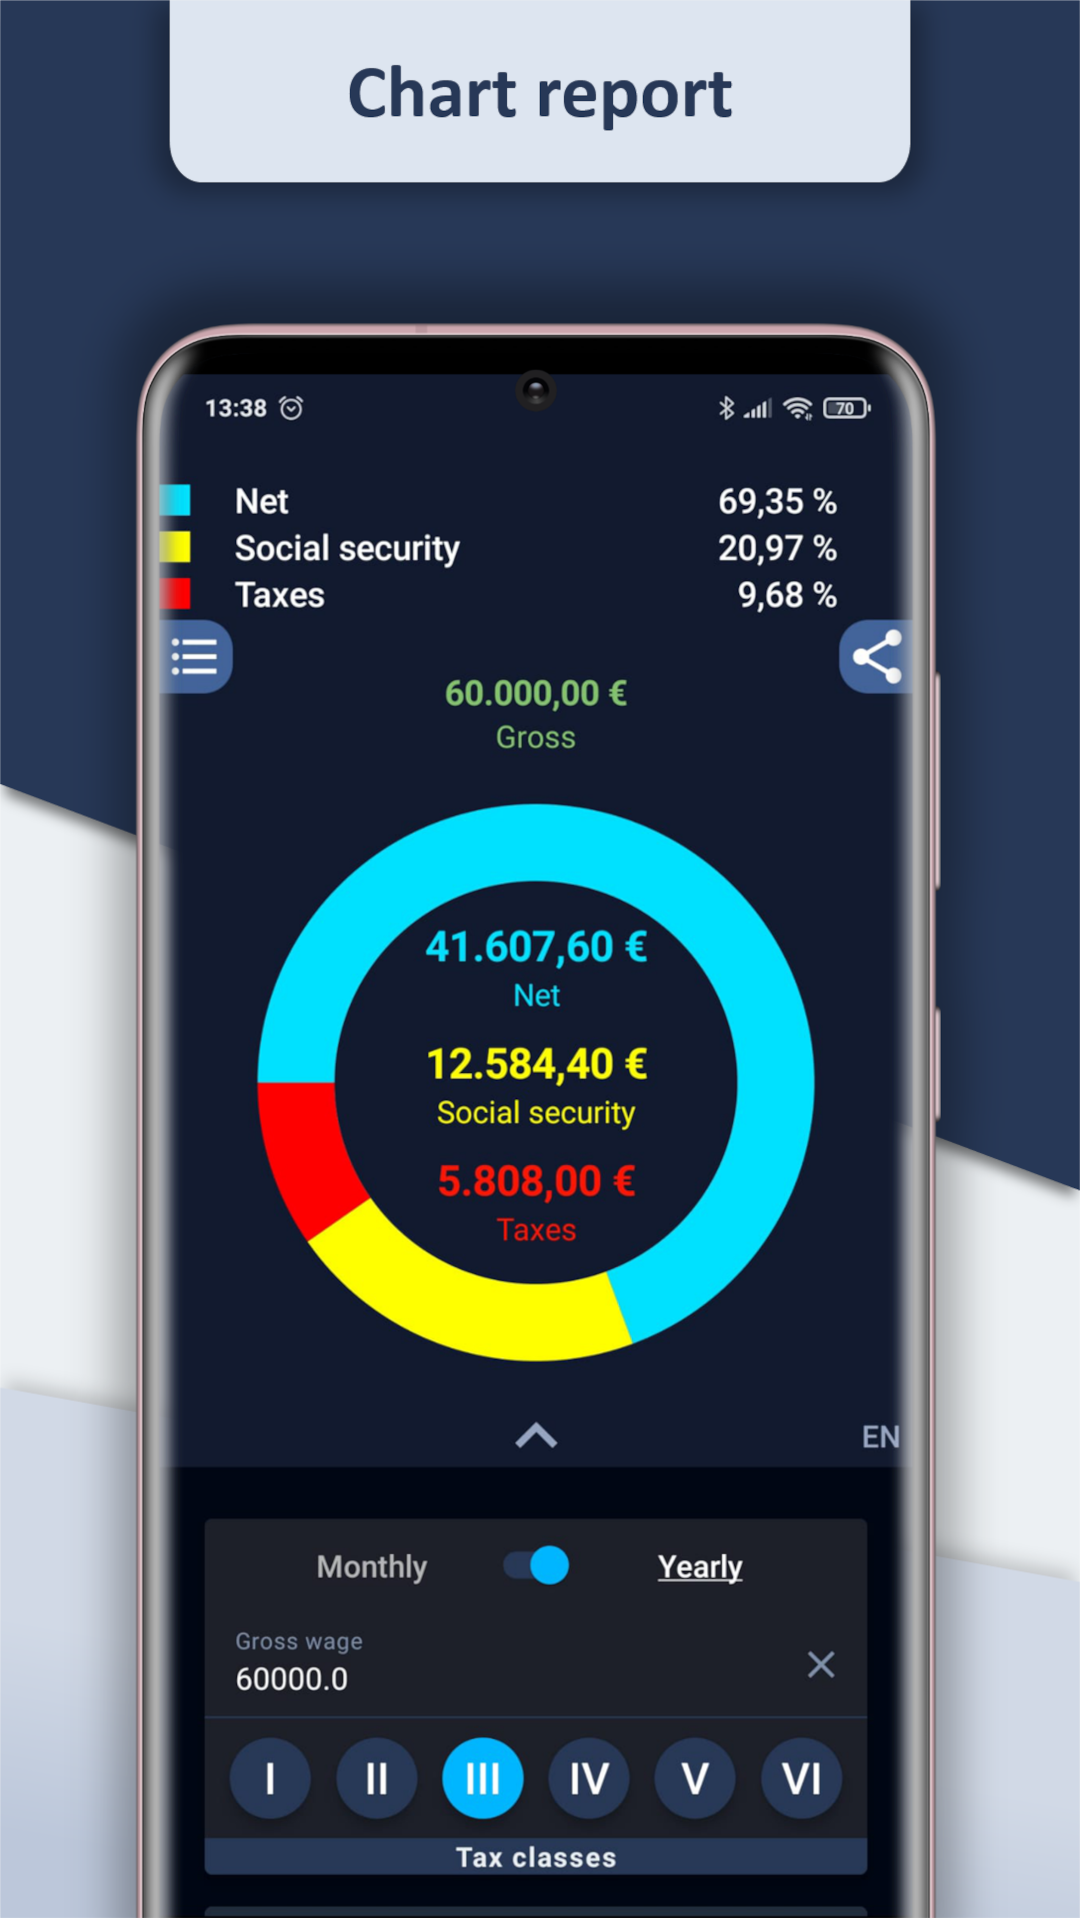 Chart report
13:38
70
Net 69,35 %
Social security 20,97 %
Taxes 9,68 %
60.000,00 €
Gross
41.607,60 €
Net
12.584,40 €
Social security
5.808,00 €
Taxes
EN
Monthly Yearly
Gross wage
60000.0
I II III IV V VI
Tax classes